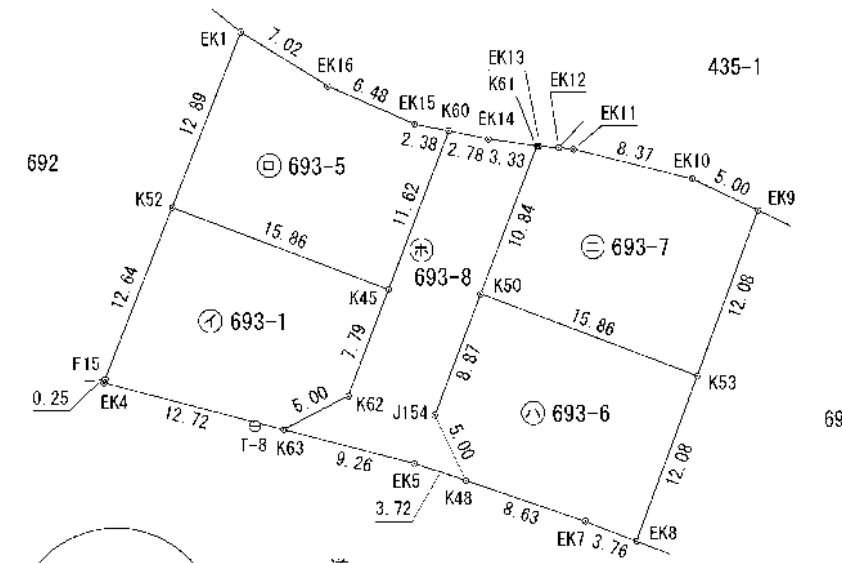 EK1
7.02
EK16
6.48
EK15
K60
EK14
EK13
K61
EK12
EK11
435-1
8.37
EK10
5.00
EK9
2.38
2.78
3.33
12.89
692
㋺ 693-5
11.62
10.84
㋥ 693-7
K52
15.86
㋭
693-8
12.08
K45
K50
12.64
15.86
㋑ 693-1
7.79
8.87
F15
0.25
EK4
K53
5.00
K62
J154
㋩ 693-6
69
12.72
T-8
K63
5.00
12.08
9.26
EK5
K48
3.72
8.63
EK7
3.76
EK8